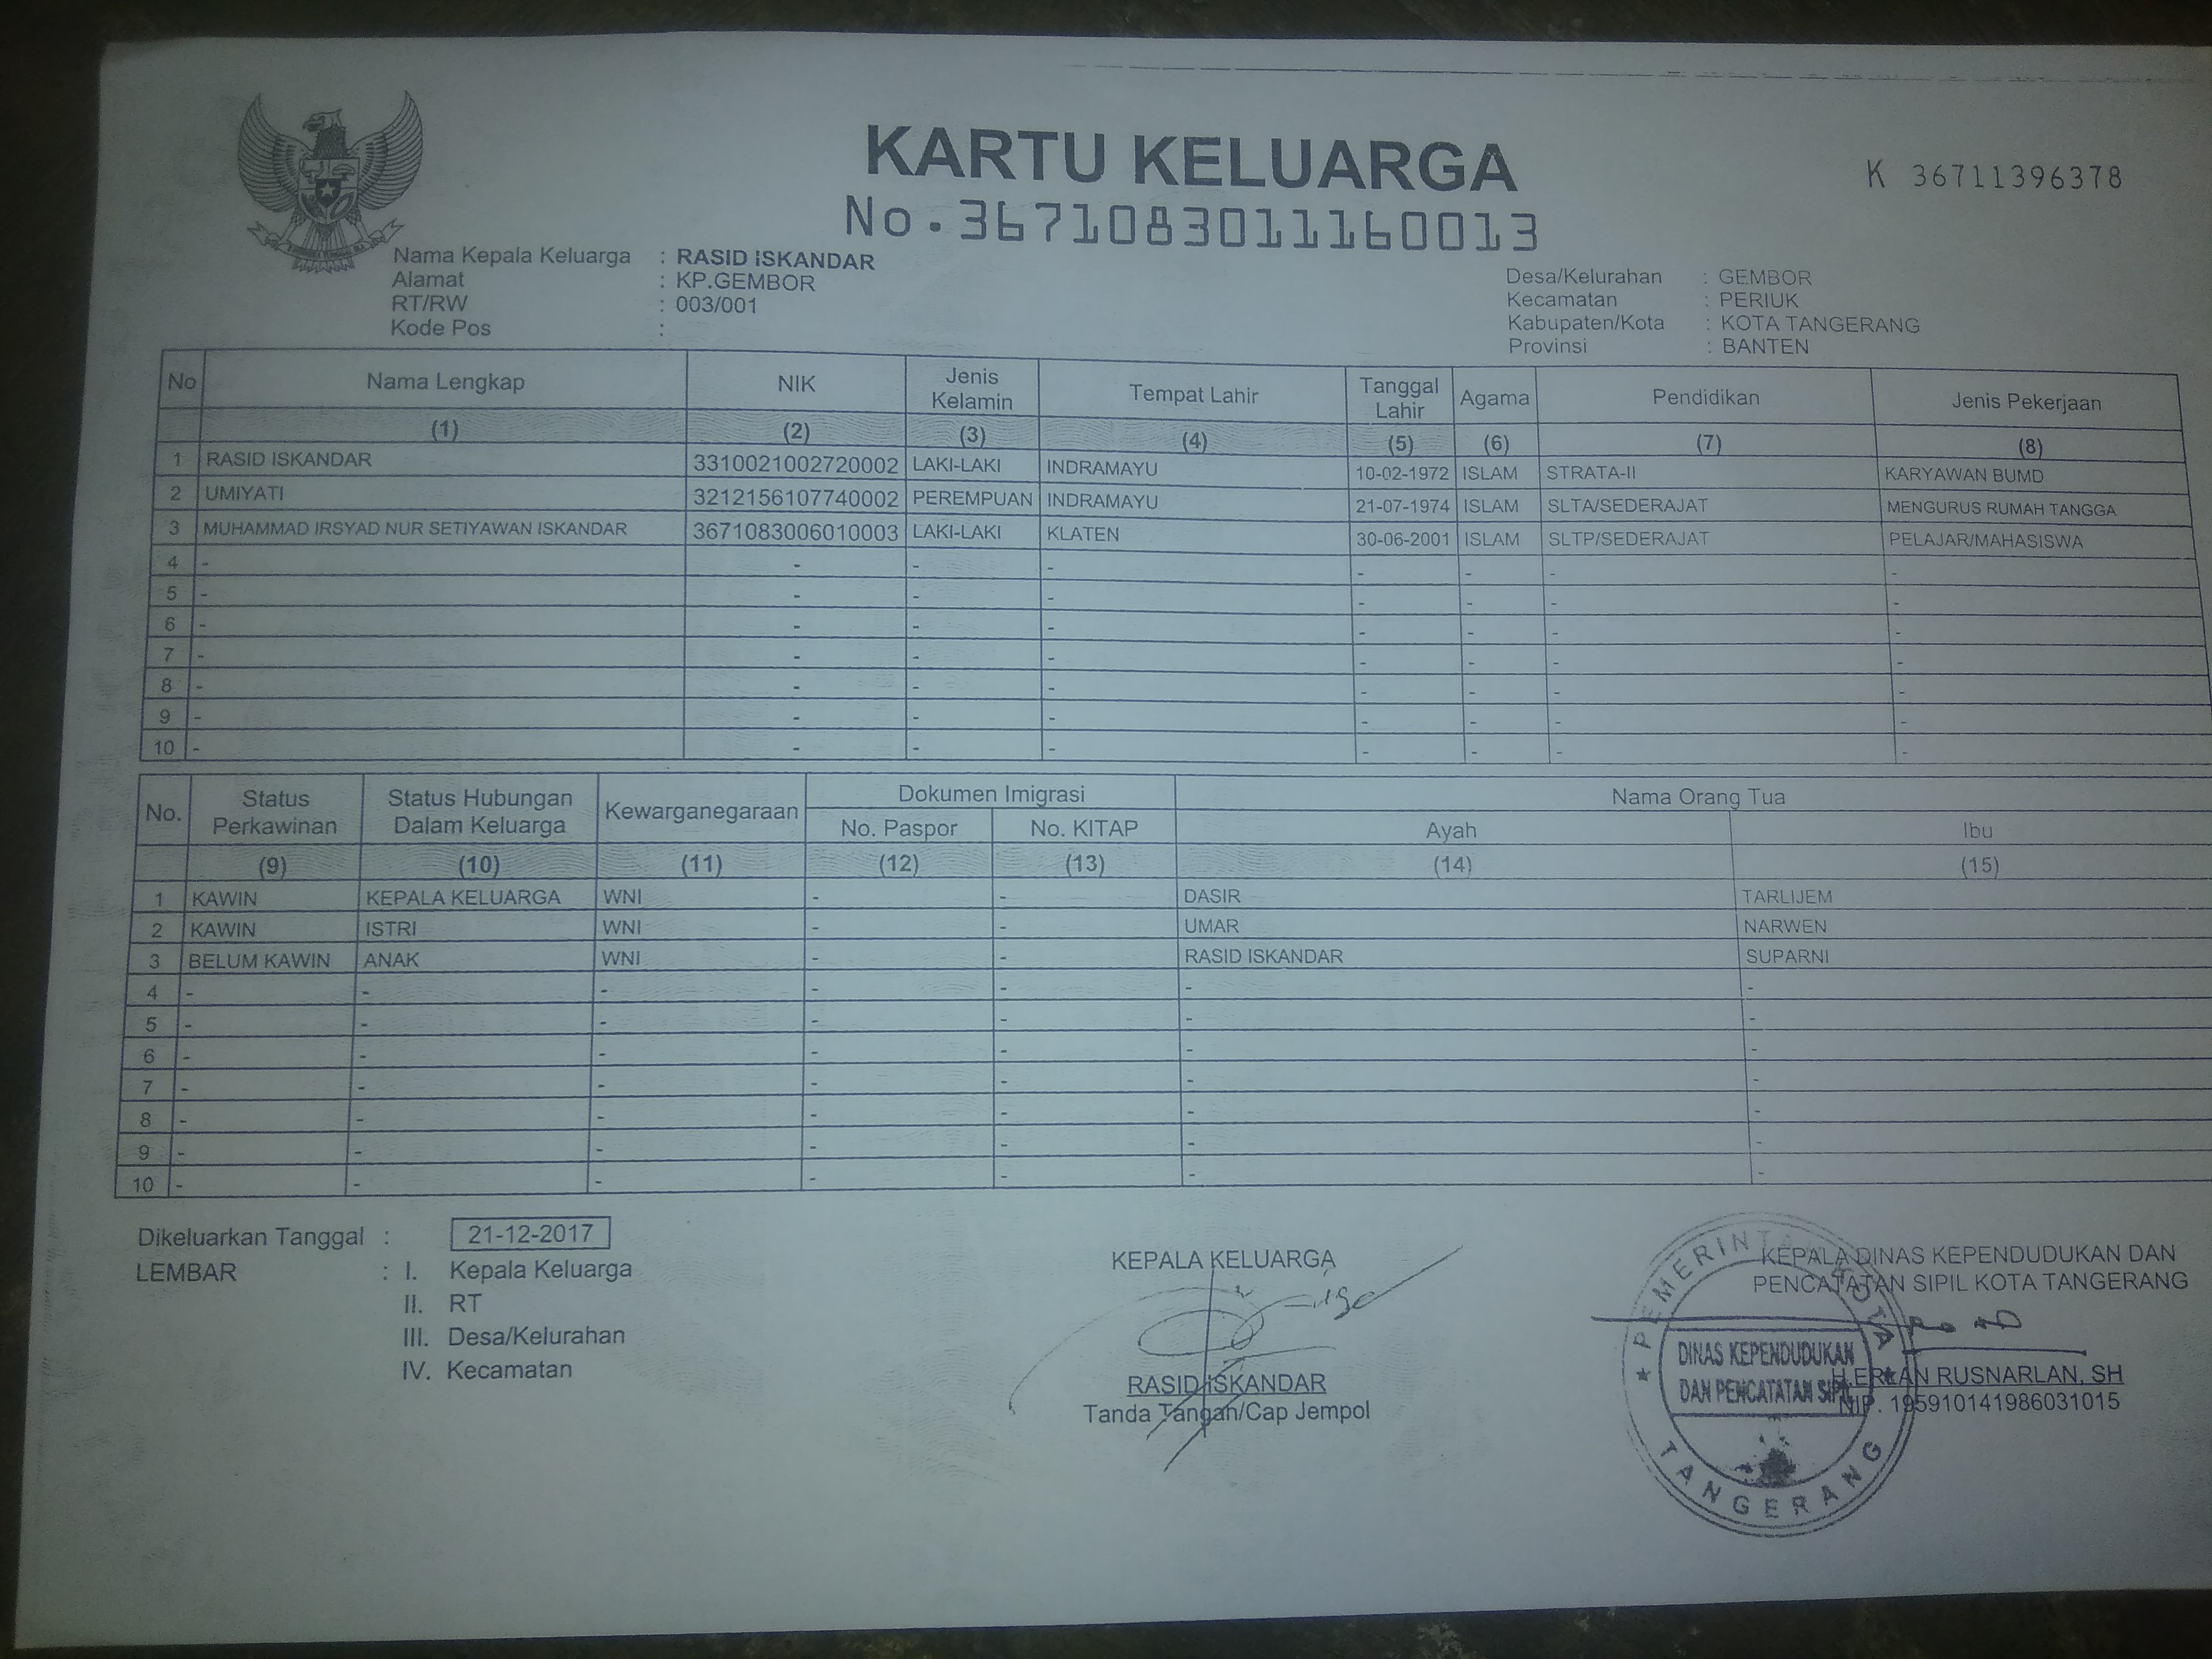 KARTU KELUARGA
No.3671083011160013
K 36711396378
Nama Kepala Keluarga : RASID ISKANDAR
Alamat : KP.GEMBOR
RT/RW : 003/001
Kode Pos :
Desa/Kelurahan : GEMBOR
Kecamatan : PERIUK
Kabupaten/Kota : KOTA TANGERANG
Provinsi : BANTEN
No Nama Lengkap NIK Jenis Kelamin Tempat Lahir Tanggal Lahir Agama Pendidikan Jenis Pekerjaan
(1) (2) (3) (4) (5) (6) (7) (8)
1 RASID ISKANDAR 3310021002720002 LAKI-LAKI INDRAMAYU 10-02-1972 ISLAM STRATA-II KARYAWAN BUMD
2 UMIYATI 3212156107740002 PEREMPUAN INDRAMAYU 21-07-1974 ISLAM SLTA/SEDERAJAT MENGURUS RUMAH TANGGA
3 MUHAMMAD IRSYAD NUR SETIYAWAN ISKANDAR 3671083006010003 LAKI-LAKI KLATEN 30-06-2001 ISLAM SLTP/SEDERAJAT PELAJAR/MAHASISWA
4 - - - - - - - -
5 - - - - - - - -
6 - - - - - - - -
7 - - - - - - - -
8 - - - - - - - -
9 - - - - - - - -
10 - - - - - - - -
No. Status Perkawinan Status Hubungan Dalam Keluarga Kewarganegaraan Dokumen Imigrasi Nama Orang Tua
No. Paspor No. KITAP Ayah Ibu
(9) (10) (11) (12) (13) (14) (15)
1 KAWIN KEPALA KELUARGA WNI - - DASIR TARLIJEM
2 KAWIN ISTRI WNI - - UMAR NARWEN
3 BELUM KAWIN ANAK WNI - - RASID ISKANDAR SUPARNI
4 - - - - - - -
5 - - - - - - -
6 - - - - - - -
7 - - - - - - -
8 - - - - - - -
9 - - - - - - -
10 - - - - - - -
Dikeluarkan Tanggal : 21-12-2017
LEMBAR : I. Kepala Keluarga
II. RT
III. Desa/Kelurahan
IV. Kecamatan
KEPALA KELUARGA
RASID ISKANDAR
Tanda Tangan/Cap Jempol
KEPALA DINAS KEPENDUDUKAN DAN
PENCATATAN SIPIL KOTA TANGERANG
H.ERLAN RUSNARLAN, SH
NIP. 195910141986031015
PEMERINTAH KOTA
DINAS KEPENDUDUKAN
DAN PENCATATAN SIPIL
TANGERANG